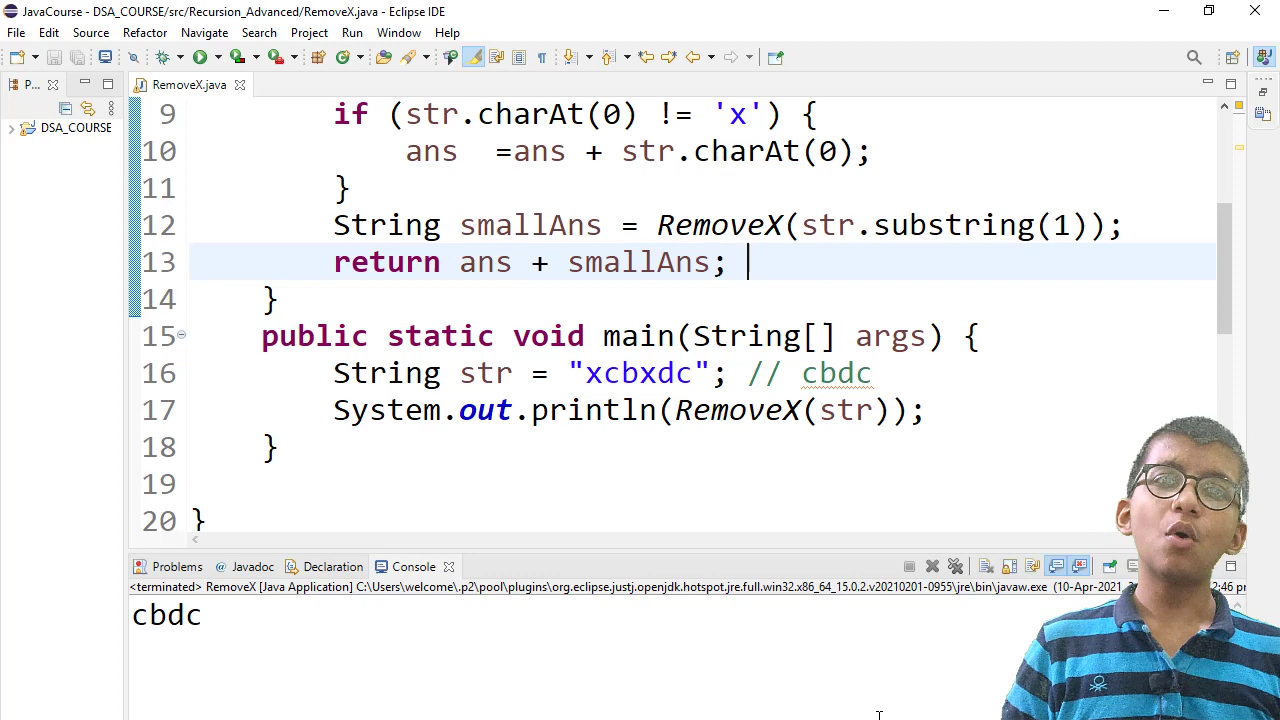 JavaCourse - DSA_COURSE/src/Recursion_Advanced/RemoveX.java - Eclipse IDE
File Edit Source Refactor Navigate Search Project Run Window Help
P...
RemoveX.java
DSA_COURSE
9 if (str.charAt(0) != 'x') {
10 ans  =ans + str.charAt(0);
11 }
12 String smallAns = RemoveX(str.substring(1));
13 return ans + smallAns;
14 }
15 public static void main(String[] args) {
16 String str = "xcbxdc"; // cbdc
17 System.out.println(RemoveX(str));
18 }
19
20 }
Problems @ Javadoc Declaration Console
<terminated> RemoveX [Java Application] C:\Users\welcome\.p2\pool\plugins\org.eclipse.justj.openjdk.hotspot.jre.full.win32.x86_64_15.0.2.v20210201-0955\jre\bin\javaw.exe (10-Apr-2021, 2:46 pm
cbdc